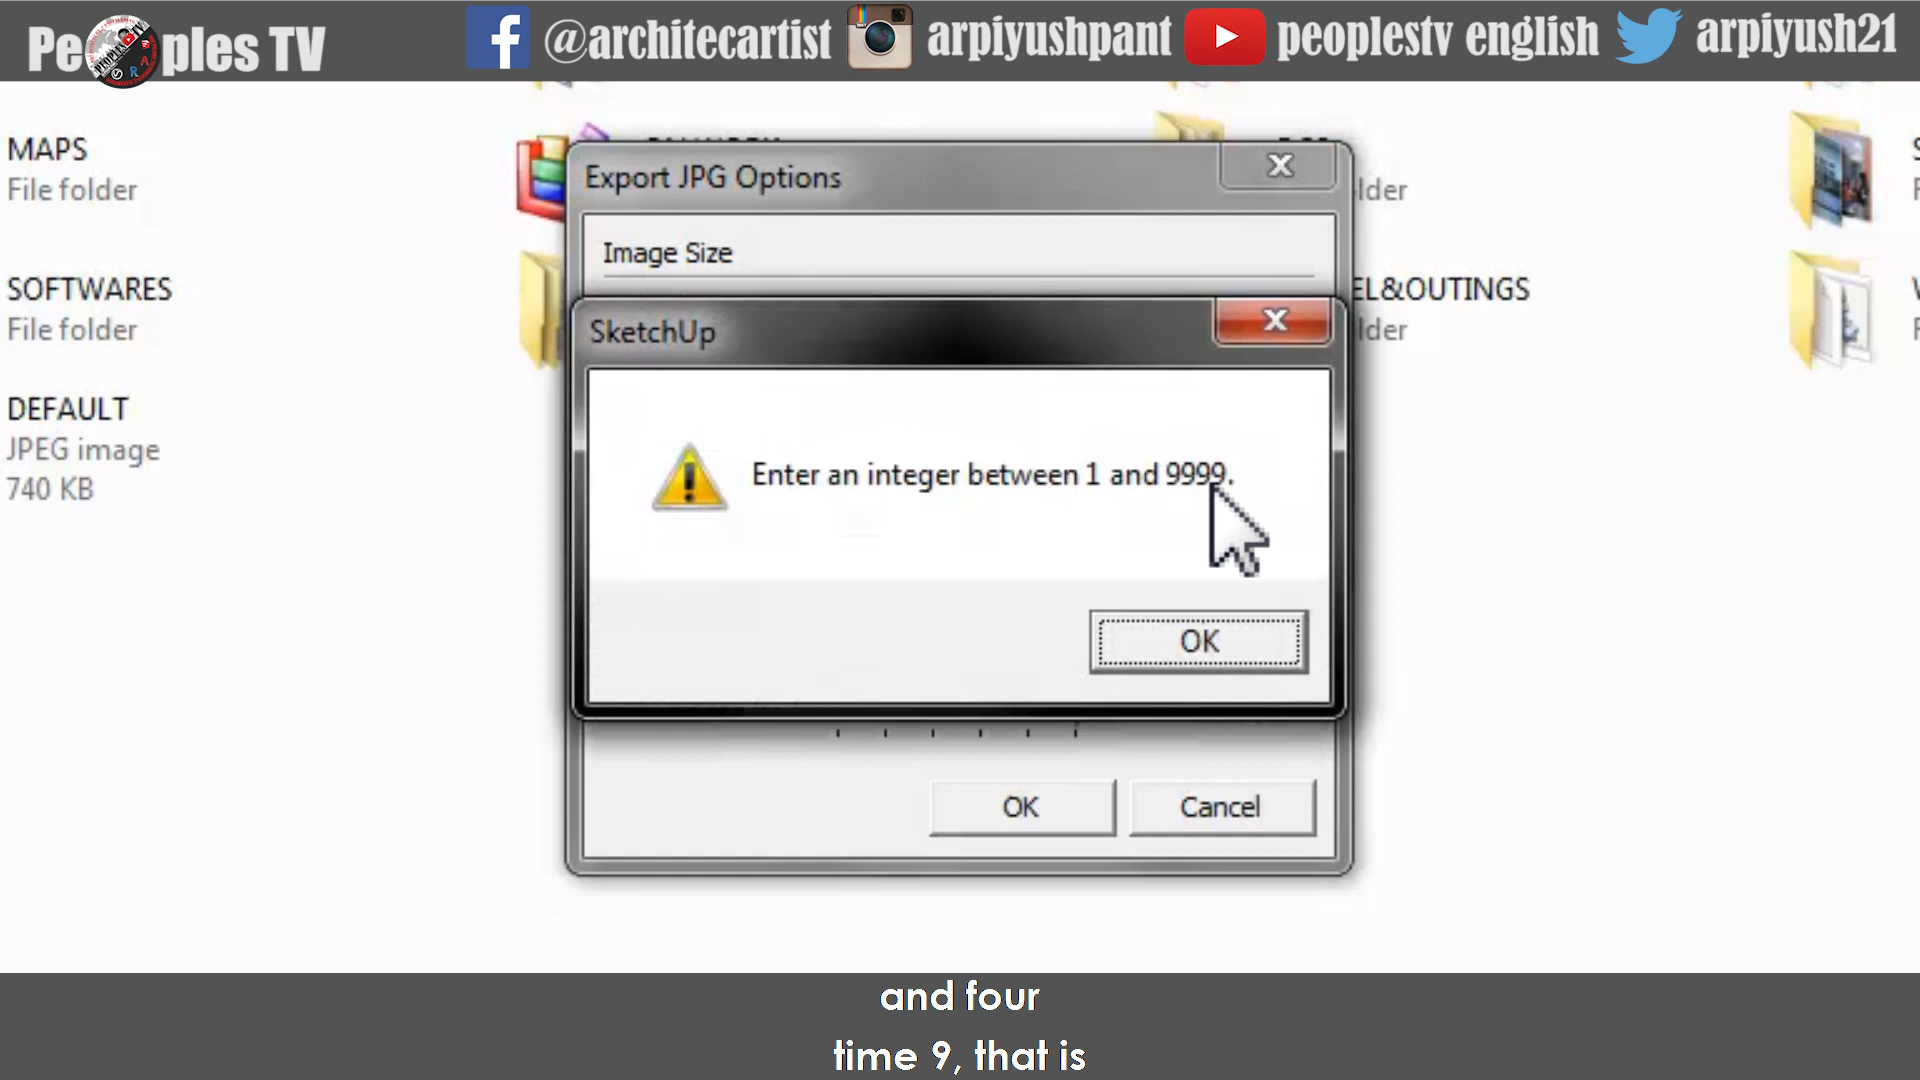 Peoples TV
@architecartist
arpiyushpant
peoplestv english
arpiyush21
MAPS
File folder
Export JPG Options
lder
Image Size
SOFTWARES
File folder
EL&OUTINGS
lder
SketchUp
DEFAULT
JPEG image
740 KB
Enter an integer between 1 and 9999.
OK
OK
Cancel
and four
time 9, that is